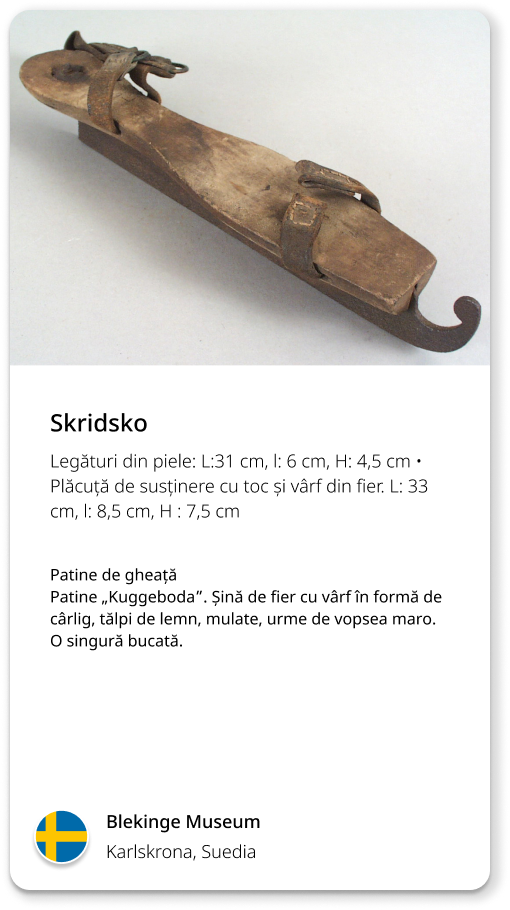 Skridsko
Legături din piele: L:31 cm, l: 6 cm, H: 4,5 cm •
Plăcuță de susținere cu toc și vârf din fier. L: 33
cm, l: 8,5 cm, H : 7,5 cm
Patine de gheață
Patine „Kuggeboda”. Șină de fier cu vârf în formă de
cârlig, tălpi de lemn, mulate, urme de vopsea maro.
O singură bucată.
Blekinge Museum
Karlskrona, Suedia